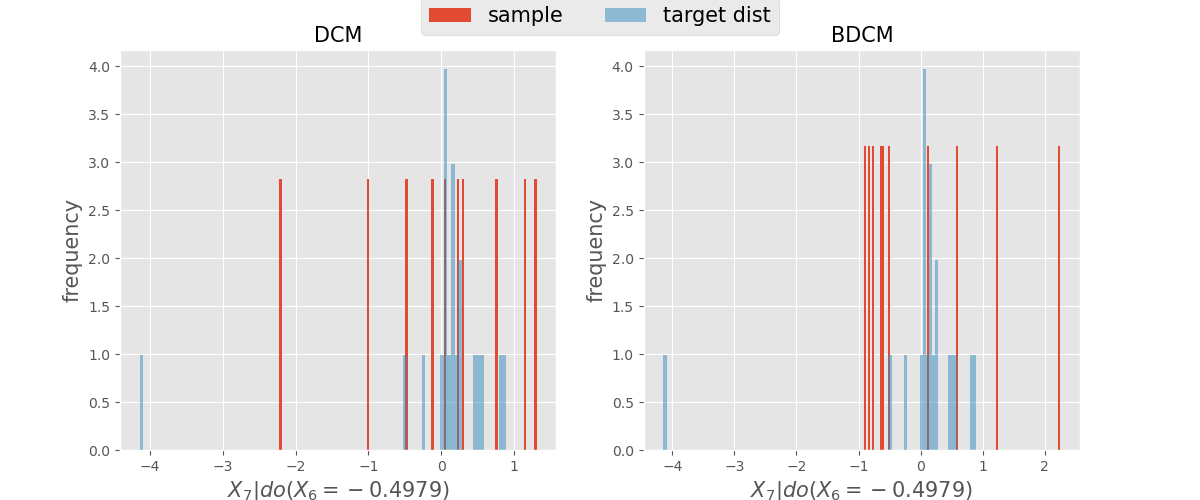 sample target dist
DCM BDCM
4.0 4.0
3.5 3.5
3.0 3.0
2.5 2.5
2.0 2.0
1.5 1.5
1.0 1.0
0.5 0.5
0.0 0.0
frequency frequency
−4 −3 −2 −1 0 1 −4 −3 −2 −1 0 1 2
X₇|do(X₆ = −0.4979) X₇|do(X₆ = −0.4979)